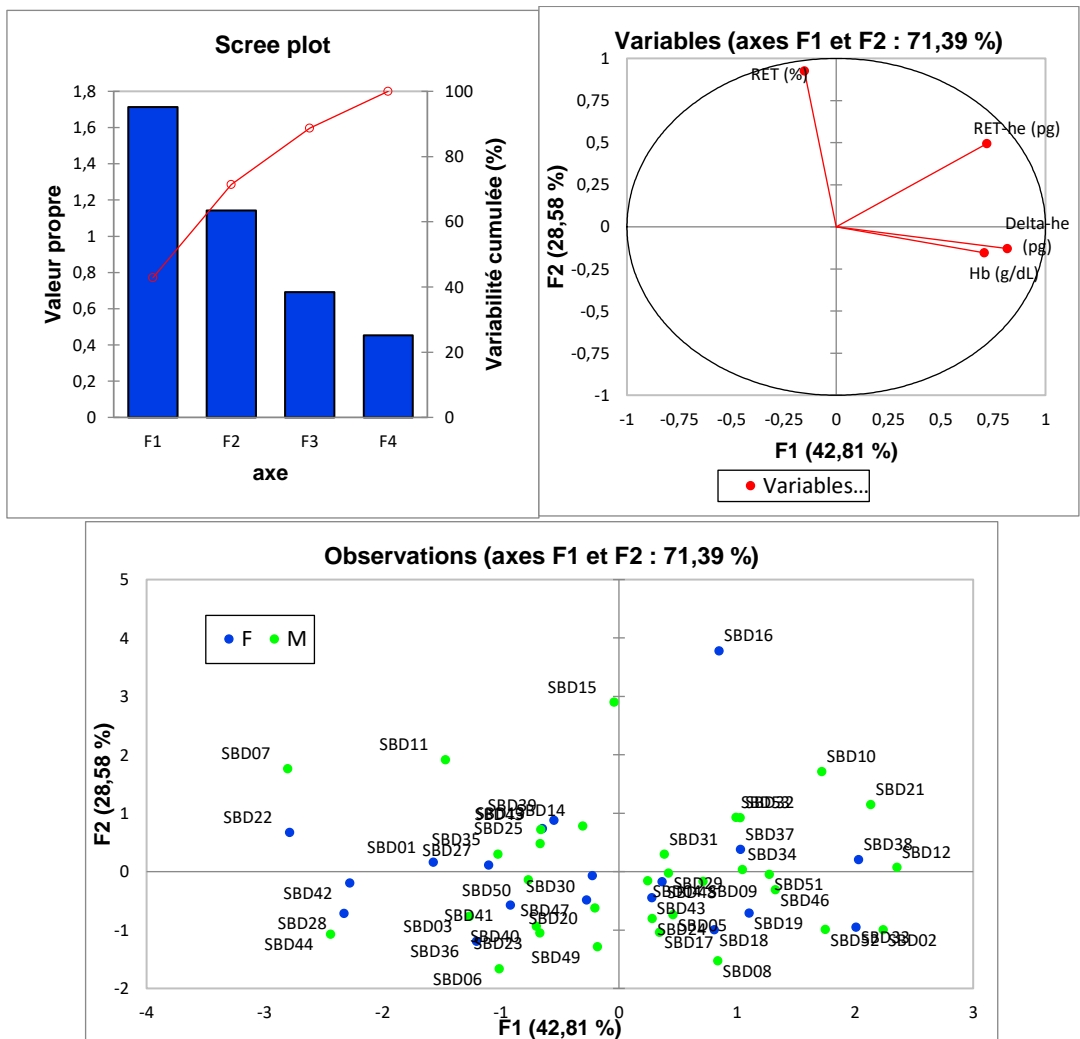 Scree plot
1,8
1,6
1,4
1,2
1
0,8
0,6
0,4
0,2
0
100
80
60
40
20
0
Valeur propre
Variabilité cumulée (%)
F1 F2 F3 F4
axe
Variables (axes F1 et F2 : 71,39 %)
1
0,75
0,5
0,25
0
-0,25
-0,5
-0,75
-1
RET (%)
RET-he (pg)
Delta-he
(pg)
Hb (g/dL)
F2 (28,58 %)
-1 -0,75 -0,5 -0,25 0 0,25 0,5 0,75 1
F1 (42,81 %)
Variables...
Observations (axes F1 et F2 : 71,39 %)
F M
5
4
3
2
1
0
-1
-2
F2 (28,58 %)
SBD16
SBD15
SBD11
SBD07
SBD10
SBD21
SBD22
SBD39
SBD14
SBD25
SBD35
SBD27
SBD01
SBD31
SBD37
SBD38
SBD12
SBD34
SBD42
SBD50
SBD30
SBD29
SBD09
SBD51
SBD46
SBD28
SBD44
SBD03
SBD41
SBD47
SBD20
SBD43
SBD05
SBD19
SBD36
SBD40
SBD23
SBD49
SBD24
SBD17
SBD18
SBD33
SBD02
SBD06
SBD08
-4 -3 -2 -1 0 1 2 3
F1 (42,81 %)